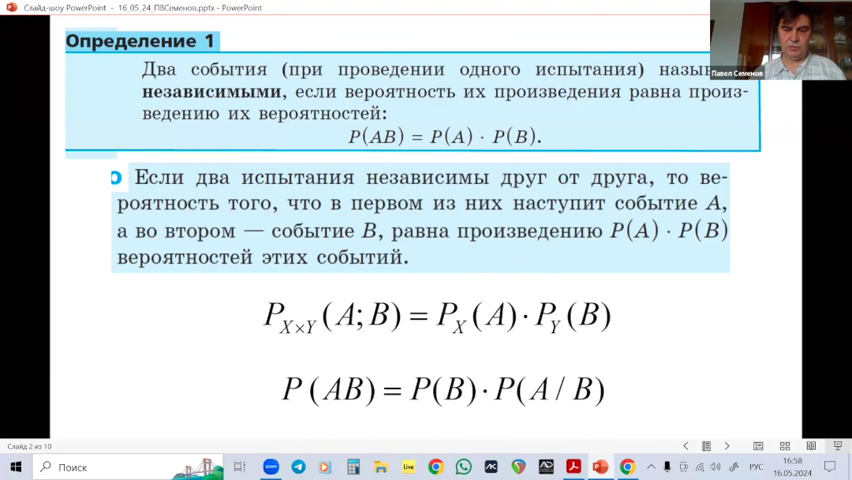 Слайд-шоу PowerPoint - 16_05_24_ПВСеменов.pptx - PowerPoint
Определение 1
Два события (при проведении одного испытания) назы
независимыми, если вероятность их произведения равна произ-
ведению их вероятностей:
P(AB) = P(A) · P(B).
Павел Семенов
о Если два испытания независимы друг от друга, то ве-
роятность того, что в первом из них наступит событие A,
а во втором — событие B, равна произведению P(A) · P(B)
вероятностей этих событий.
P_{X×Y}(A; B) = P_X(A) · P_Y(B)
P(AB) = P(B) · P(A / B)
Слайд 2 из 10
Поиск
zoom
Live
РУС
16:58
16.05.2024